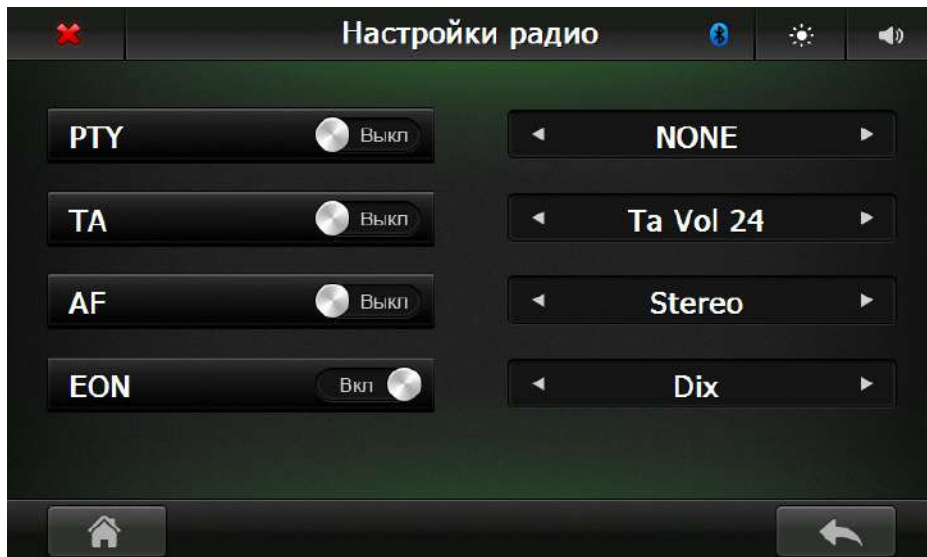 Настройки радио
PTY Выкл NONE
TA Выкл Ta Vol 24
AF Выкл Stereo
EON Вкл Dix